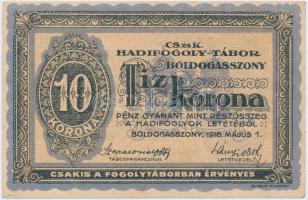 CS. és K.
HADIFOGOLY-TÁBOR
BOLDOGASSZONY
10
KORONA
Tíz korona
PÉNZ GYANÁNT MINT RÉSZÖSSZEG
A HADIFOGLYOK LETÉTÉBŐL
BOLDOGASSZONY, 1916. MÁJUS 1.
TÁBORPARANCSNOK.
LETÉTKEZELŐ.
CSAKIS A FOGOLYTÁBORBAN ÉRVÉNYES